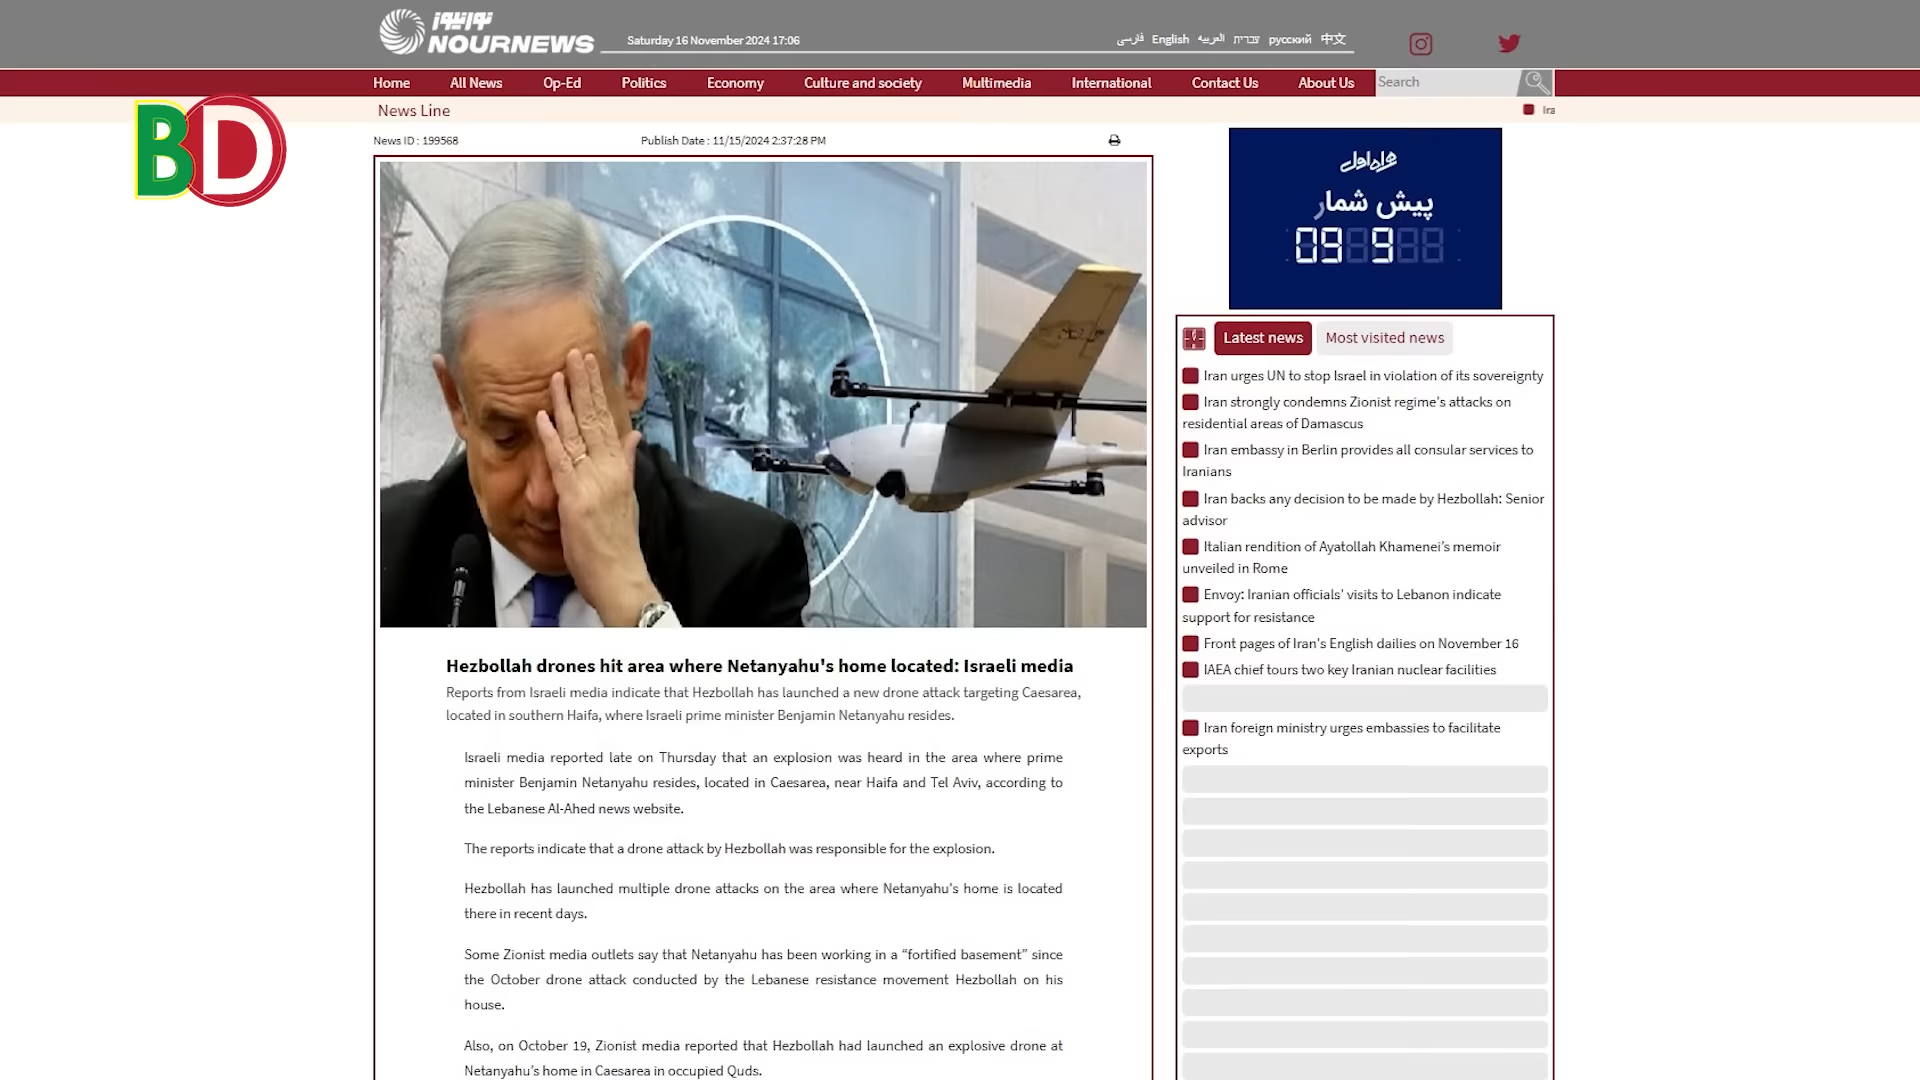 نورنیوز
NOURNEWS
Saturday 16 November 2024 17:06
فارسی English العربیه עברית русский 中文
Home All News Op-Ed Politics Economy Culture and society Multimedia International Contact Us About Us Search
News Line
Ira
BD
News ID : 199568 Publish Date : 11/15/2024 2:37:28 PM
همراه اول
پیش شمار
09 9
Latest news Most visited news
Iran urges UN to stop Israel in violation of its sovereignty
Iran strongly condemns Zionist regime's attacks on
residential areas of Damascus
Iran embassy in Berlin provides all consular services to
Iranians
Iran backs any decision to be made by Hezbollah: Senior
advisor
Italian rendition of Ayatollah Khamenei’s memoir
unveiled in Rome
Envoy: Iranian officials' visits to Lebanon indicate
support for resistance
Front pages of Iran's English dailies on November 16
IAEA chief tours two key Iranian nuclear facilities
Iran foreign ministry urges embassies to facilitate
exports
Hezbollah drones hit area where Netanyahu's home located: Israeli media
Reports from Israeli media indicate that Hezbollah has launched a new drone attack targeting Caesarea,
located in southern Haifa, where Israeli prime minister Benjamin Netanyahu resides.
Israeli media reported late on Thursday that an explosion was heard in the area where prime
minister Benjamin Netanyahu resides, located in Caesarea, near Haifa and Tel Aviv, according to
the Lebanese Al-Ahed news website.
The reports indicate that a drone attack by Hezbollah was responsible for the explosion.
Hezbollah has launched multiple drone attacks on the area where Netanyahu's home is located
there in recent days.
Some Zionist media outlets say that Netanyahu has been working in a “fortified basement” since
the October drone attack conducted by the Lebanese resistance movement Hezbollah on his
house.
Also, on October 19, Zionist media reported that Hezbollah had launched an explosive drone at
Netanyahu’s home in Caesarea in occupied Quds.